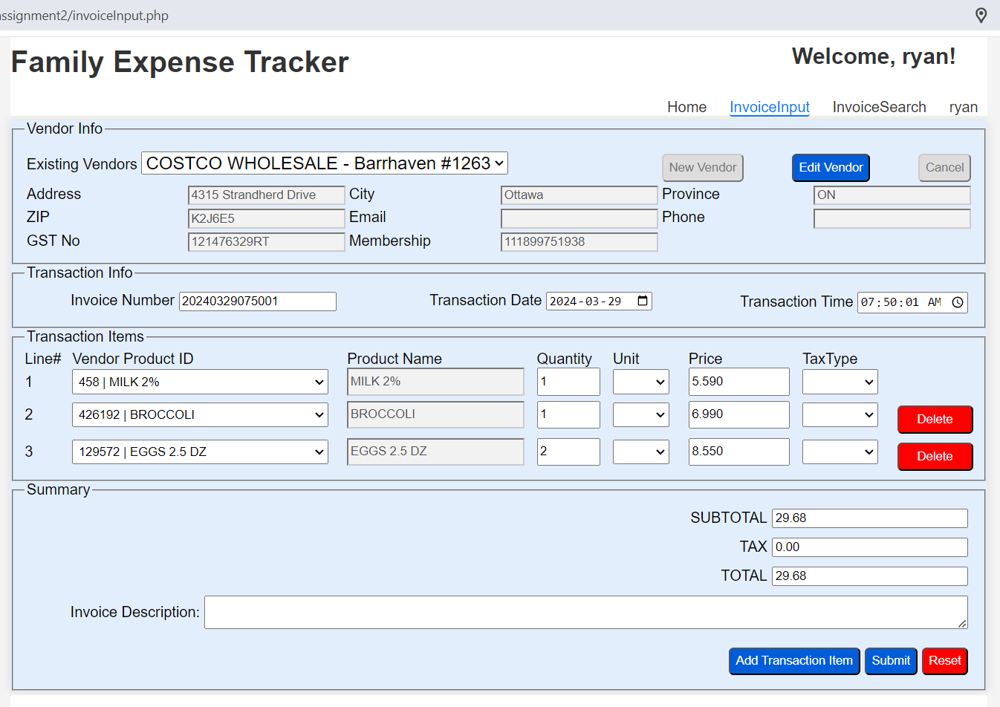 assignment2/invoiceInput.php
Family Expense Tracker
Welcome, ryan!
Home InvoiceInput InvoiceSearch ryan
Vendor Info
Existing Vendors COSTCO WHOLESALE - Barrhaven #1263 New Vendor Edit Vendor Cancel
Address 4315 Strandherd Drive City Ottawa Province ON
ZIP K2J6E5 Email Phone
GST No 121476329RT Membership 111899751938
Transaction Info
Invoice Number 20240329075001 Transaction Date 2024-03-29 Transaction Time 07:50:01 AM
Transaction Items
Line# Vendor Product ID Product Name Quantity Unit Price TaxType
1 458 | MILK 2% MILK 2% 1 5.590
2 426192 | BROCCOLI BROCCOLI 1 6.990 Delete
3 129572 | EGGS 2.5 DZ EGGS 2.5 DZ 2 8.550 Delete
Summary
SUBTOTAL 29.68
TAX 0.00
TOTAL 29.68
Invoice Description:
Add Transaction Item Submit Reset